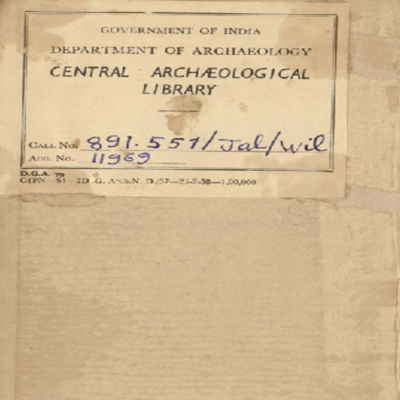 GOVERNMENT OF INDIA
DEPARTMENT OF ARCHAEOLOGY
CENTRAL ARCHÆOLOGICAL
LIBRARY
CALL No. 891.551/Jal/Wil
Acc. No. 11969
D.G.A. 79